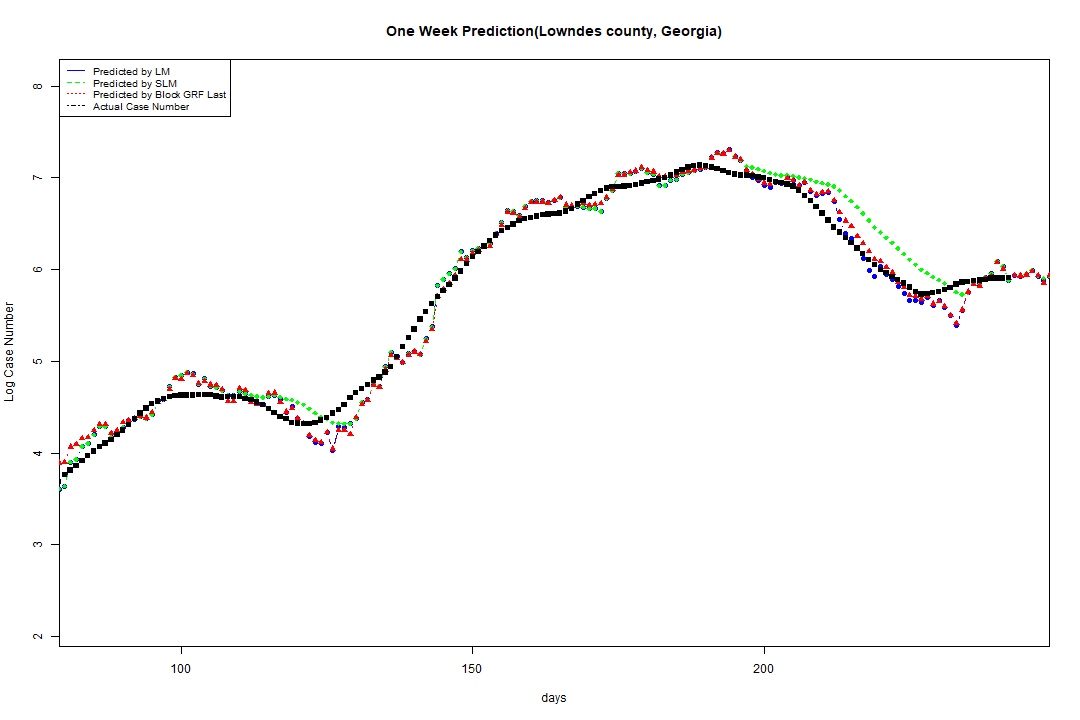 One Week Prediction(Lowndes county, Georgia)
Predicted by LM
Predicted by SLM
Predicted by Block GRF Last
Actual Case Number
8
7
6
5
4
3
2
Log Case Number
100
150
200
days